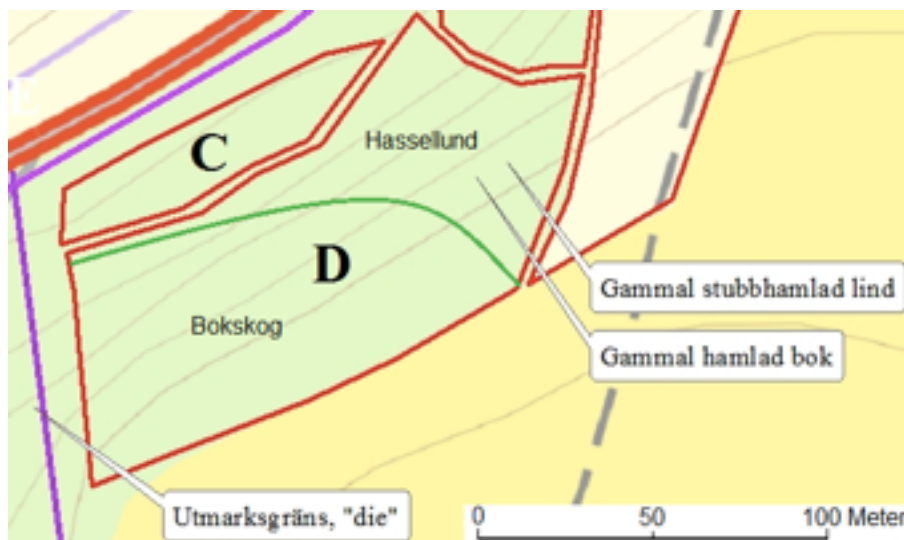 E
C
Hassellund
D
Gammal stubbhamlad lind
Bokskog
Gammal hamlad bok
Utmarksgräns, "die"
0 50 100 Meter